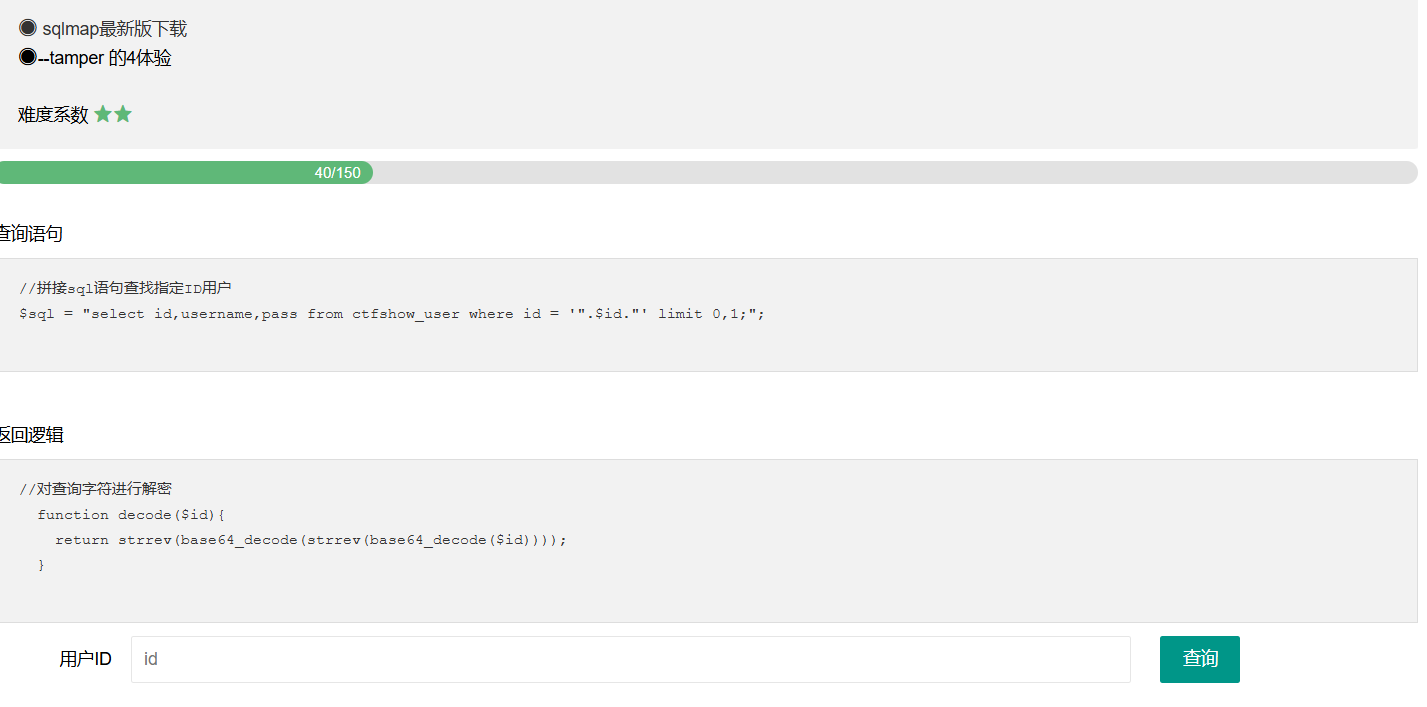 sqlmap最新版下载
--tamper 的4体验
难度系数
40/150
查询语句
//拼接sql语句查找指定ID用户
$sql = "select id,username,pass from ctfshow_user where id = '".$id."' limit 0,1;";
返回逻辑
//对查询字符进行解密
function decode($id){
return strrev(base64_decode(strrev(base64_decode($id))));
}
用户ID id 查询